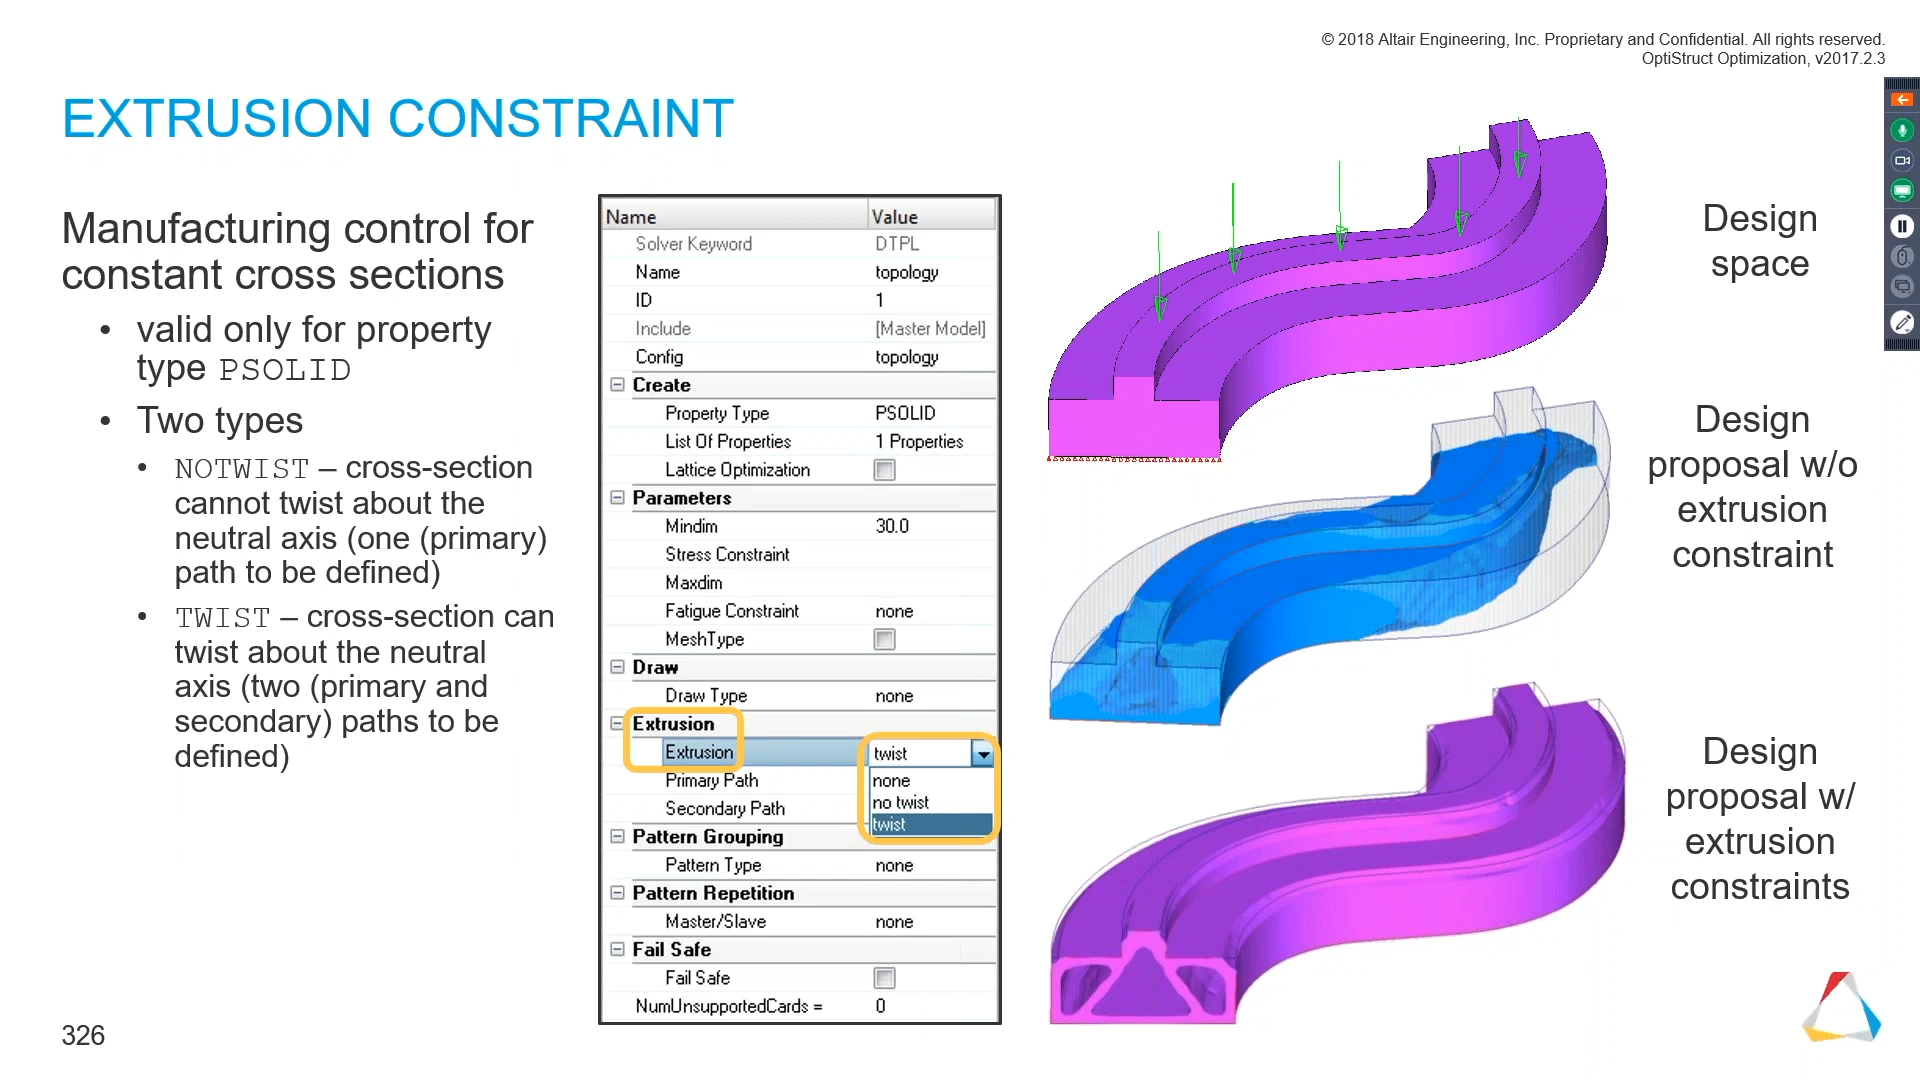 © 2018 Altair Engineering, Inc. Proprietary and Confidential. All rights reserved.
OptiStruct Optimization, v2017.2.3
EXTRUSION CONSTRAINT
Manufacturing control for
constant cross sections
• valid only for property
type PSOLID
• Two types
• NOTWIST – cross-section
cannot twist about the
neutral axis (one (primary)
path to be defined)
• TWIST – cross-section can
twist about the neutral
axis (two (primary and
secondary) paths to be
defined)
Name Value
Solver Keyword DTPL
Name topology
ID 1
Include [Master Model]
Config topology
Create
Property Type PSOLID
List Of Properties 1 Properties
Lattice Optimization
Parameters
Mindim 30.0
Stress Constraint
Maxdim
Fatigue Constraint none
MeshType
Draw
Draw Type none
Extrusion
Extrusion twist
Primary Path none
no twist
Secondary Path twist
Pattern Grouping
Pattern Type none
Pattern Repetition
Master/Slave none
Fail Safe
Fail Safe
NumUnsupportedCards = 0
Design
space
Design
proposal w/o
extrusion
constraint
Design
proposal w/
extrusion
constraints
326